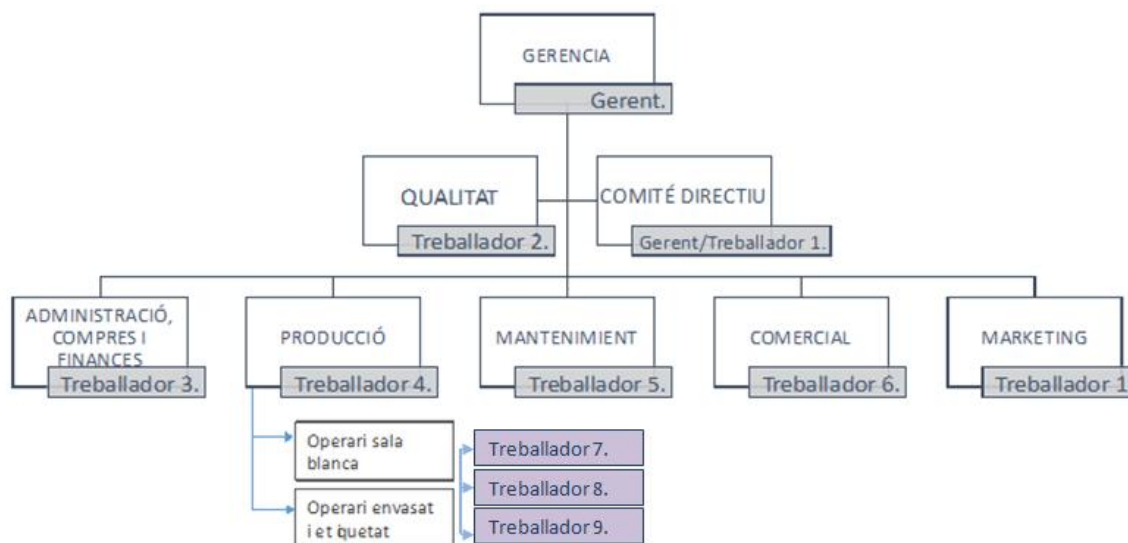 GERENCIA
Gerent.
QUALITAT
Treballador 2.
COMITÉ DIRECTIU
Gerent/Treballador 1.
ADMINISTRACIÓ,
COMPRES I
FINANCES
Treballador 3.
PRODUCCIÓ
Treballador 4.
MANTENIMIENT
Treballador 5.
COMERCIAL
Treballador 6.
MARKETING
Treballador 1
Operari sala
blanca
Operari envasat
i etiquetat
Treballador 7.
Treballador 8.
Treballador 9.